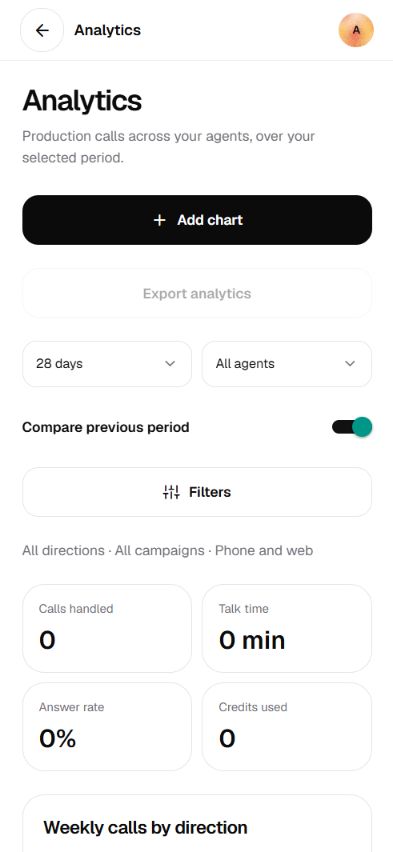 Analytics
A
Analytics
Production calls across your agents, over your
selected period.
Add chart
Export analytics
28 days
All agents
Compare previous period
Filters
All directions · All campaigns · Phone and web
Calls handled
0
Talk time
0 min
Answer rate
0%
Credits used
0
Weekly calls by direction